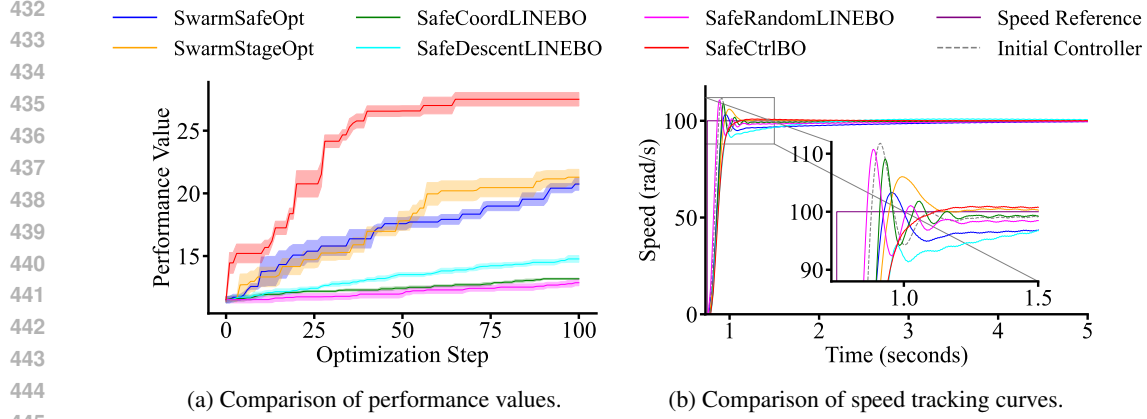 432
433
434
435
436
437
438
439
440
441
442
443
444
SwarmSafeOpt SafeCoordLINEBO SafeRandomLINEBO Speed Reference
SwarmStageOpt SafeDescentLINEBO SafeCtrlBO Initial Controller
Performance Value
25
20
15
0 25 50 75 100
Optimization Step
Speed (rad/s)
100
50
0
110
100
90
1.0 1.5
1 2 3 4 5
Time (seconds)
(a) Comparison of performance values.
(b) Comparison of speed tracking curves.